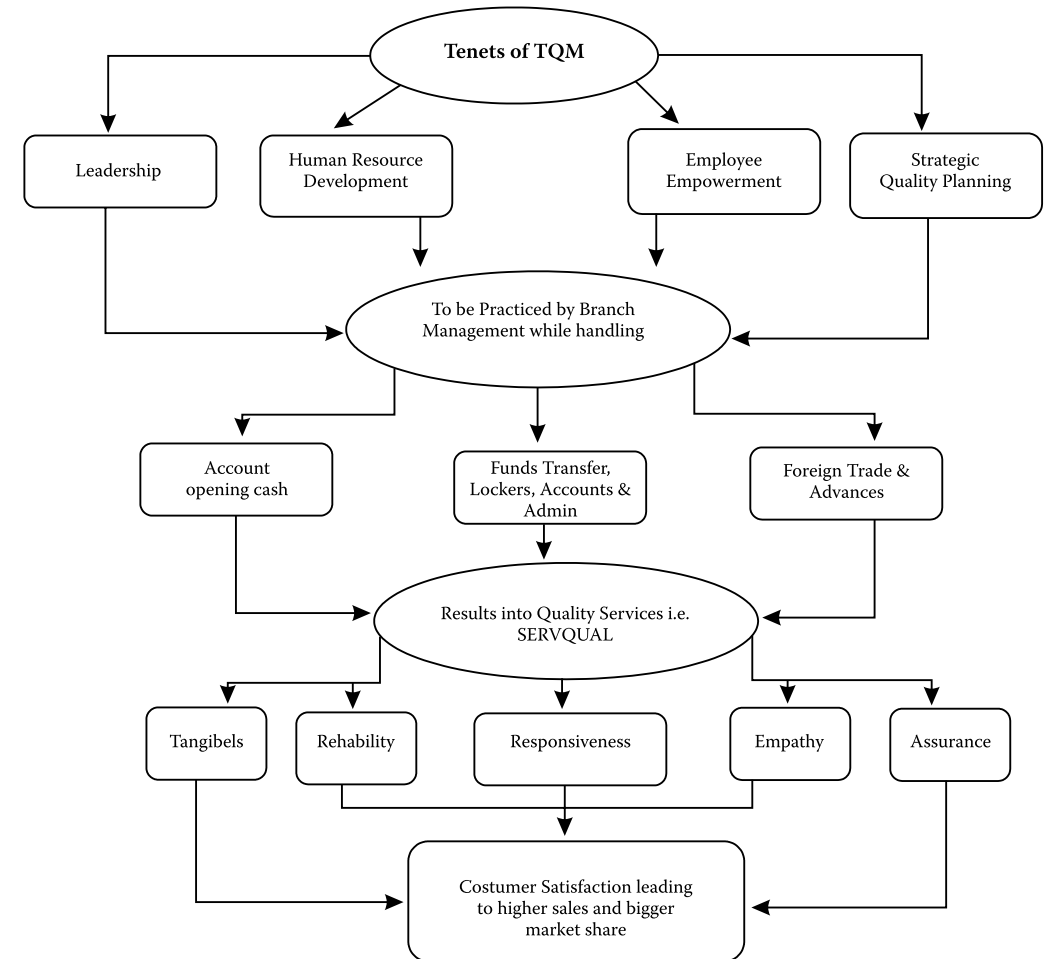 Tenets of TQM
Leadership
Human Resource
Development
Employee
Empowerment
Strategic
Quality Planning
To be Practiced by Branch
Management while handling
Account
opening cash
Funds Transfer,
Lockers, Accounts &
Admin
Foreign Trade &
Advances
Results into Quality Services i.e.
SERVQUAL
Tangibels
Rehability
Responsiveness
Empathy
Assurance
Costumer Satisfaction leading
to higher sales and bigger
market share